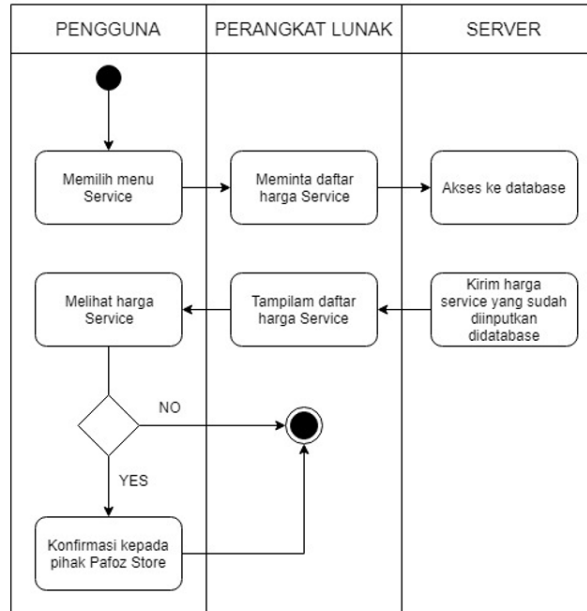 PENGGUNA
PERANGKAT LUNAK
SERVER
Memilih menu
Service
Meminta daftar
harga Service
Akses ke database
Melihat harga
Service
Tampilam daftar
harga Service
Kirim harga
service yang sudah
diinputkan
didatabase
NO
YES
Konfirmasi kepada
pihak Pafoz Store